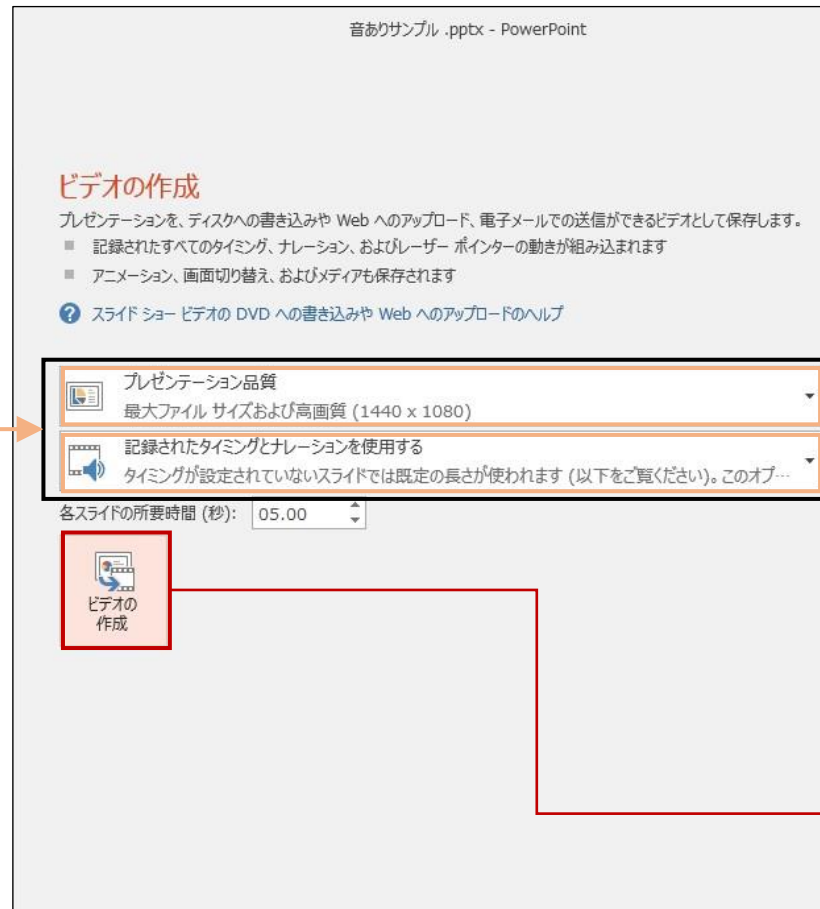 音ありサンプル .pptx - PowerPoint
ビデオの作成
プレゼンテーションを、ディスクへの書き込みや Web へのアップロード、電子メールでの送信ができるビデオとして保存します。
記録されたすべてのタイミング、ナレーション、およびレーザー ポインターの動きが組み込まれます
アニメーション、画面切り替え、およびメディアも保存されます
? スライド ショー ビデオの DVD への書き込みや Web へのアップロードのヘルプ
プレゼンテーション品質
最大ファイル サイズおよび高画質 (1440 x 1080)
記録されたタイミングとナレーションを使用する
タイミングが設定されていないスライドでは既定の長さが使われます (以下をご覧ください)。このオプ…
各スライドの所要時間 (秒): 05.00
ビデオの
作成